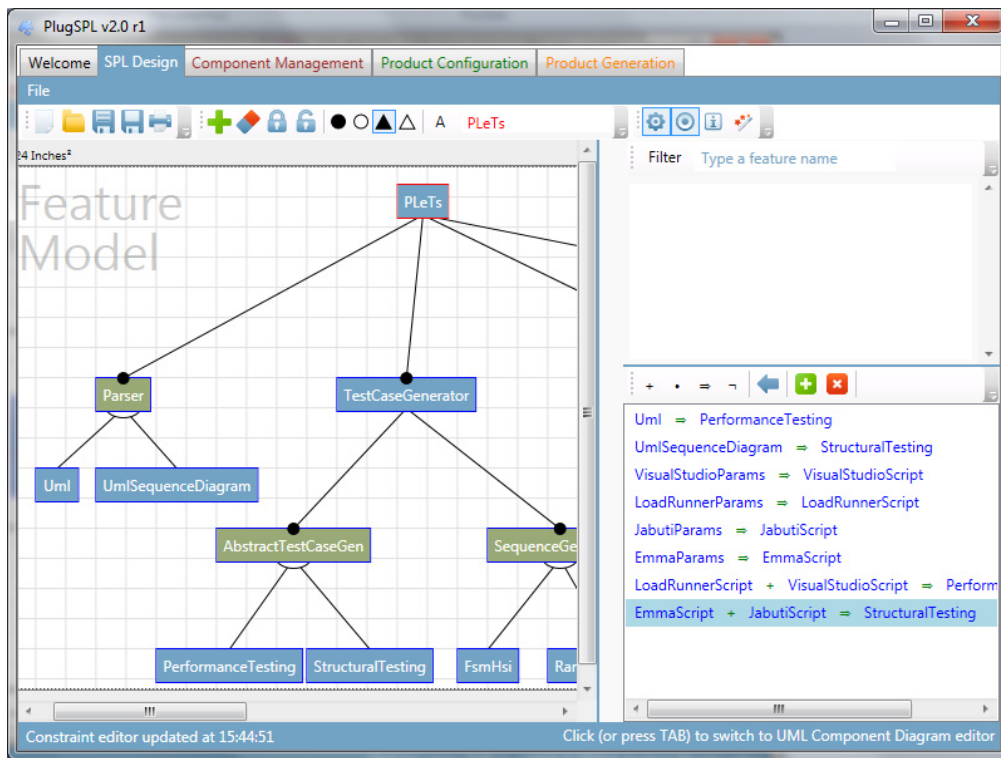 PlugSPL v2.0 r1
Welcome SPL Design Component Management Product Configuration Product Generation
File
A PLeTs
24 Inches²
Filter Type a feature name
Feature
Model
PLeTs
Parser TestCaseGenerator
+ • ⇒ ¬
Uml ⇒ PerformanceTesting
UmlSequenceDiagram ⇒ StructuralTesting
VisualStudioParams ⇒ VisualStudioScript
LoadRunnerParams ⇒ LoadRunnerScript
JabutiParams ⇒ JabutiScript
EmmaParams ⇒ EmmaScript
LoadRunnerScript + VisualStudioScript ⇒ Perform
EmmaScript + JabutiScript ⇒ StructuralTesting
Uml UmlSequenceDiagram
AbstractTestCaseGen SequenceGe
PerformanceTesting StructuralTesting FsmHsi Ran
Constraint editor updated at 15:44:51 Click (or press TAB) to switch to UML Component Diagram editor